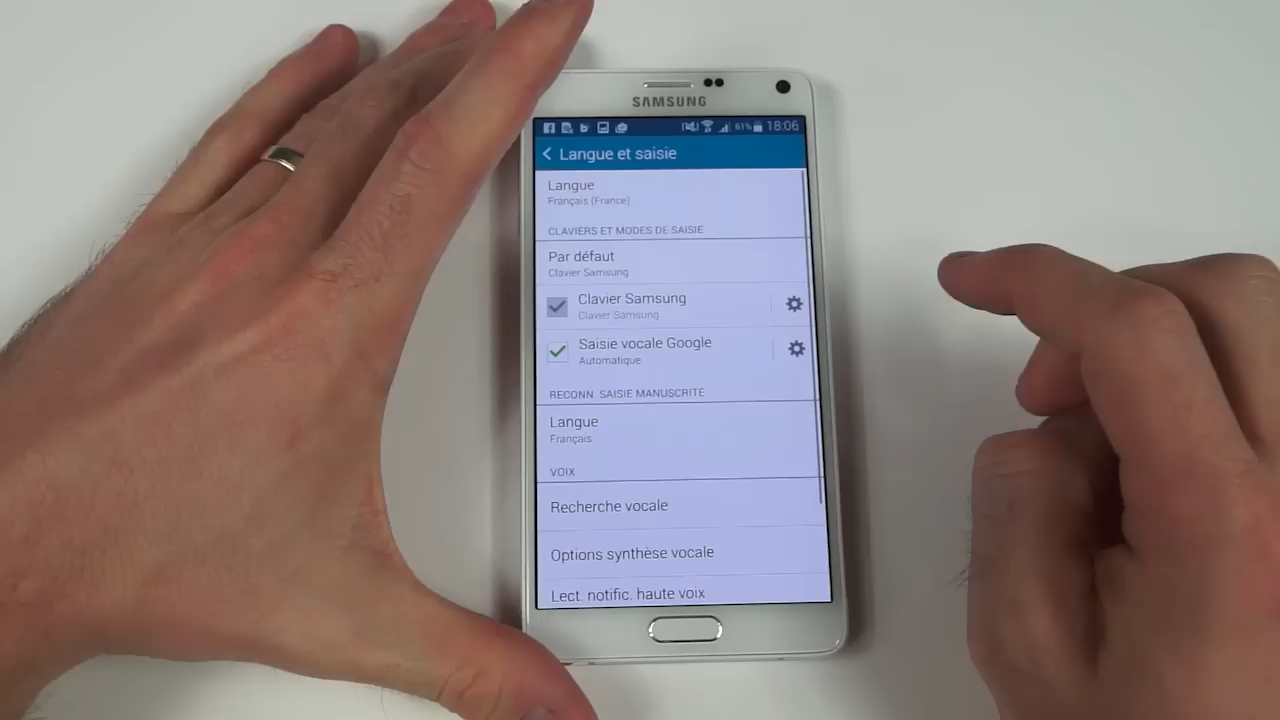 SAMSUNG
61% 18:06
Langue et saisie
Langue
Français (France)
CLAVIERS ET MODES DE SAISIE
Par défaut
Clavier Samsung
Clavier Samsung
Clavier Samsung
Saisie vocale Google
Automatique
RECONN. SAISIE MANUSCRITE
Langue
Français
VOIX
Recherche vocale
Options synthèse vocale
Lect. notific. haute voix